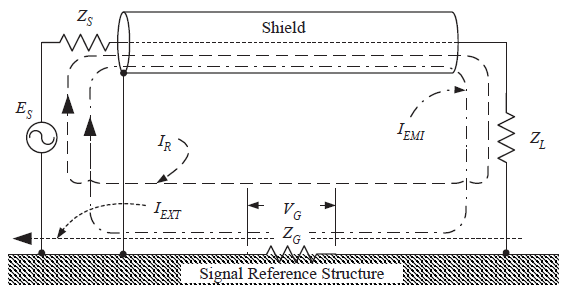 Z_S
Shield
E_S
I_R
I_EMI
Z_L
I_EXT
V_G
Z_G
Signal Reference Structure